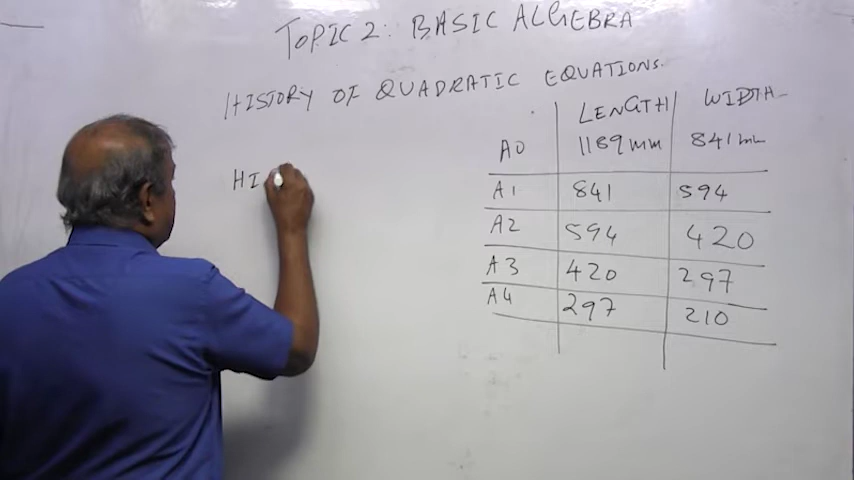 TOPIC 2: BASIC ALGEBRA
HISTORY OF QUADRATIC EQUATIONS.
LENGTH WIDTH
A0 1189mm 841mm
HI
A1 841 594
A2 594 420
A3 420 297
A4 297 210